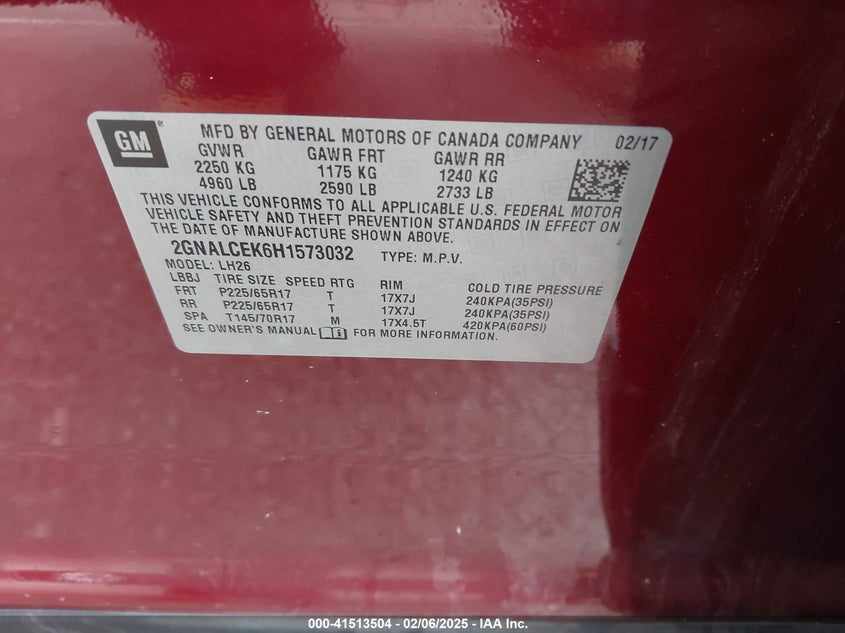 GM
MFD BY GENERAL MOTORS OF CANADA COMPANY 02/17
GVWR GAWR FRT GAWR RR
2250 KG 1175 KG 1240 KG
4960 LB 2590 LB 2733 LB
THIS VEHICLE CONFORMS TO ALL APPLICABLE U.S. FEDERAL MOTOR
VEHICLE SAFETY AND THEFT PREVENTION STANDARDS IN EFFECT ON
THE DATE OF MANUFACTURE SHOWN ABOVE.
2GNALCEK6H1573032 TYPE: M.P.V.
MODEL: LH26
LBBJ TIRE SIZE SPEED RTG RIM COLD TIRE PRESSURE
FRT P225/65R17 T 17X7J 240KPA(35PSI)
RR P225/65R17 T 17X7J 240KPA(35PSI)
SPA T145/70R17 M 17X4.5T 420KPA(60PSI)
SEE OWNER'S MANUAL FOR MORE INFORMATION.
000-41513504 - 02/06/2025 - IAA Inc.